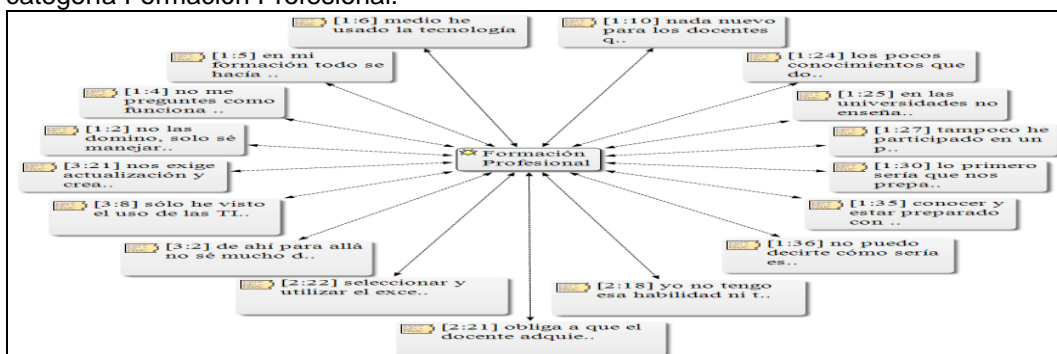 categoría Formación Profesional.
[1:6] medio he
usado la tecnología
[1:10] nada nuevo
para los docentes
q..
[1:5] en mi
formación todo se
hacía ..
[1:24] los pocos
conocimientos que
do..
[1:4] no me
preguntes como
funciona ..
[1:25] en las
universidades no
enseña..
[1:2] no las
domino, solo sé
manejar..
[1:27] tampoco he
participado en un
p..
Formación
Profesional
[3:21] nos exige
actualización y
crea..
[1:30] lo primero
sería que nos
prepa..
[3:8] sólo he visto
el uso de las TI..
[1:35] conocer y
estar preparado
con ..
[3:2] de ahí para allá
no sé mucho d..
[1:36] no puedo
decirte cómo sería
es..
[2:22] seleccionar y
utilizar el exce..
[2:18] yo no tengo
esa habilidad ni t..
[2:21] obliga a que el
docente adquie..